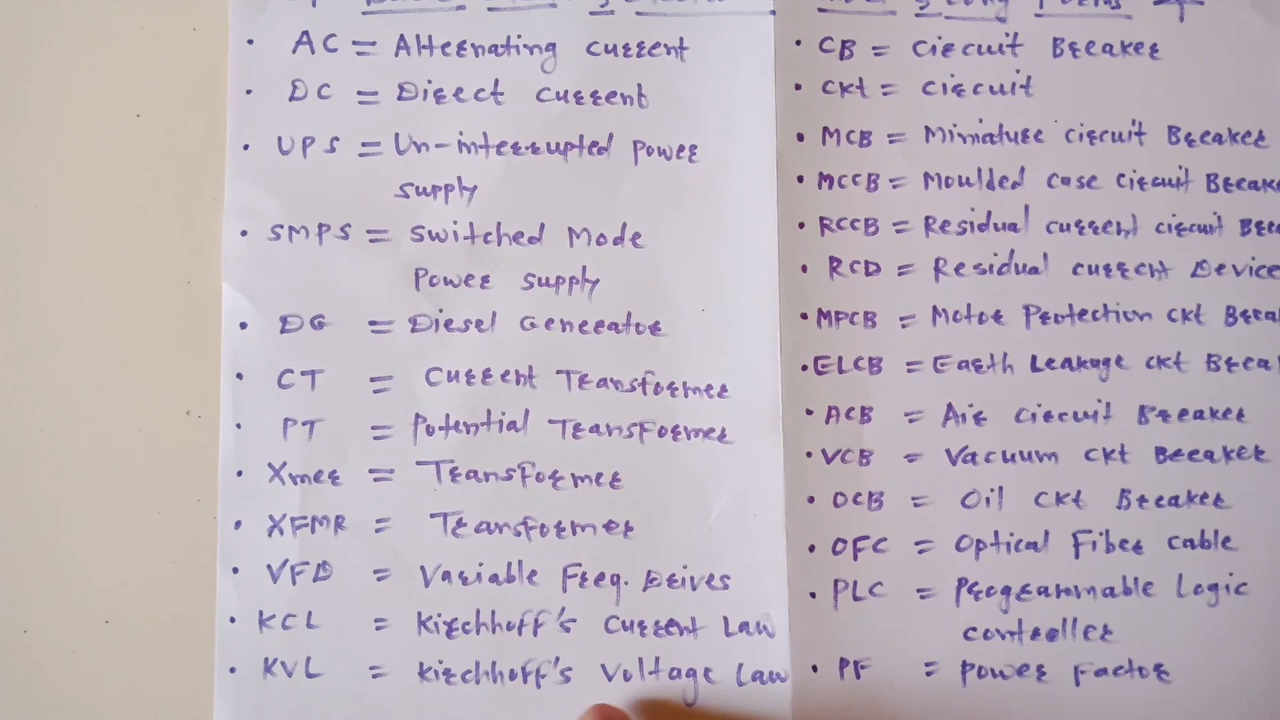 • AC = Alternating current
• DC = Direct current
• UPS = Un-interrupted power
supply
• SMPS = Switched Mode
Power supply
• DG = Diesel Generator
• CT = Current Transformer
• PT = Potential Transformer
• Xmer = Transformer
• XFMR = Transformer
• VFD = Variable Freq. Drives
• KCL = Kirchhoff's Current Law
• KVL = Kirchhoff's Voltage Law
• CB = Circuit Breaker
• CKt = Circuit
• MCB = Miniature circuit Breaker
• MCCB = Moulded case Circuit Break
• RCCB = Residual current circuit Bre
• RCD = Residual current Device
• MPCB = Motor Protection ckt Brea
• ELCB = Earth Leakage ckt Brea
• ACB = Air circuit Breaker
• VCB = Vacuum ckt Breaker
• OCB = Oil ckt Breaker
• OFC = Optical Fiber cable
• PLC = Programmable Logic
controller
• PF = Power Factor